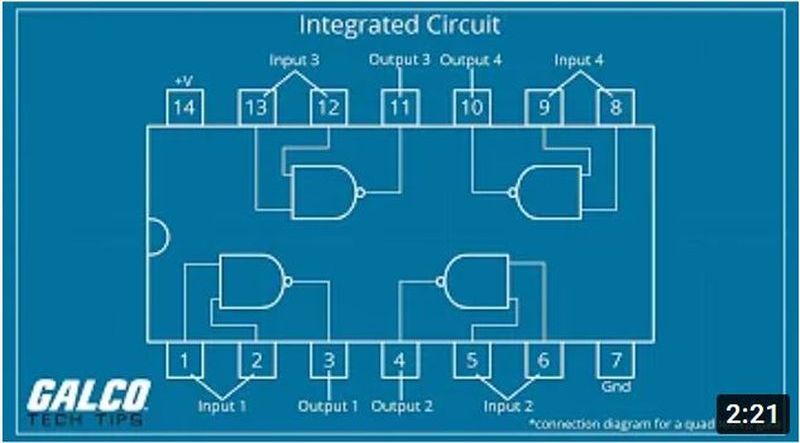 Integrated Circuit
Input 3
Output 3
Output 4
Input 4
+V
14
13
12
11
10
9
8
1
2
3
4
5
6
7
Gnd
Input 1
Output 1
Output 2
Input 2
GALCO
TECH TIPS
*connection diagram for a quad
2:21